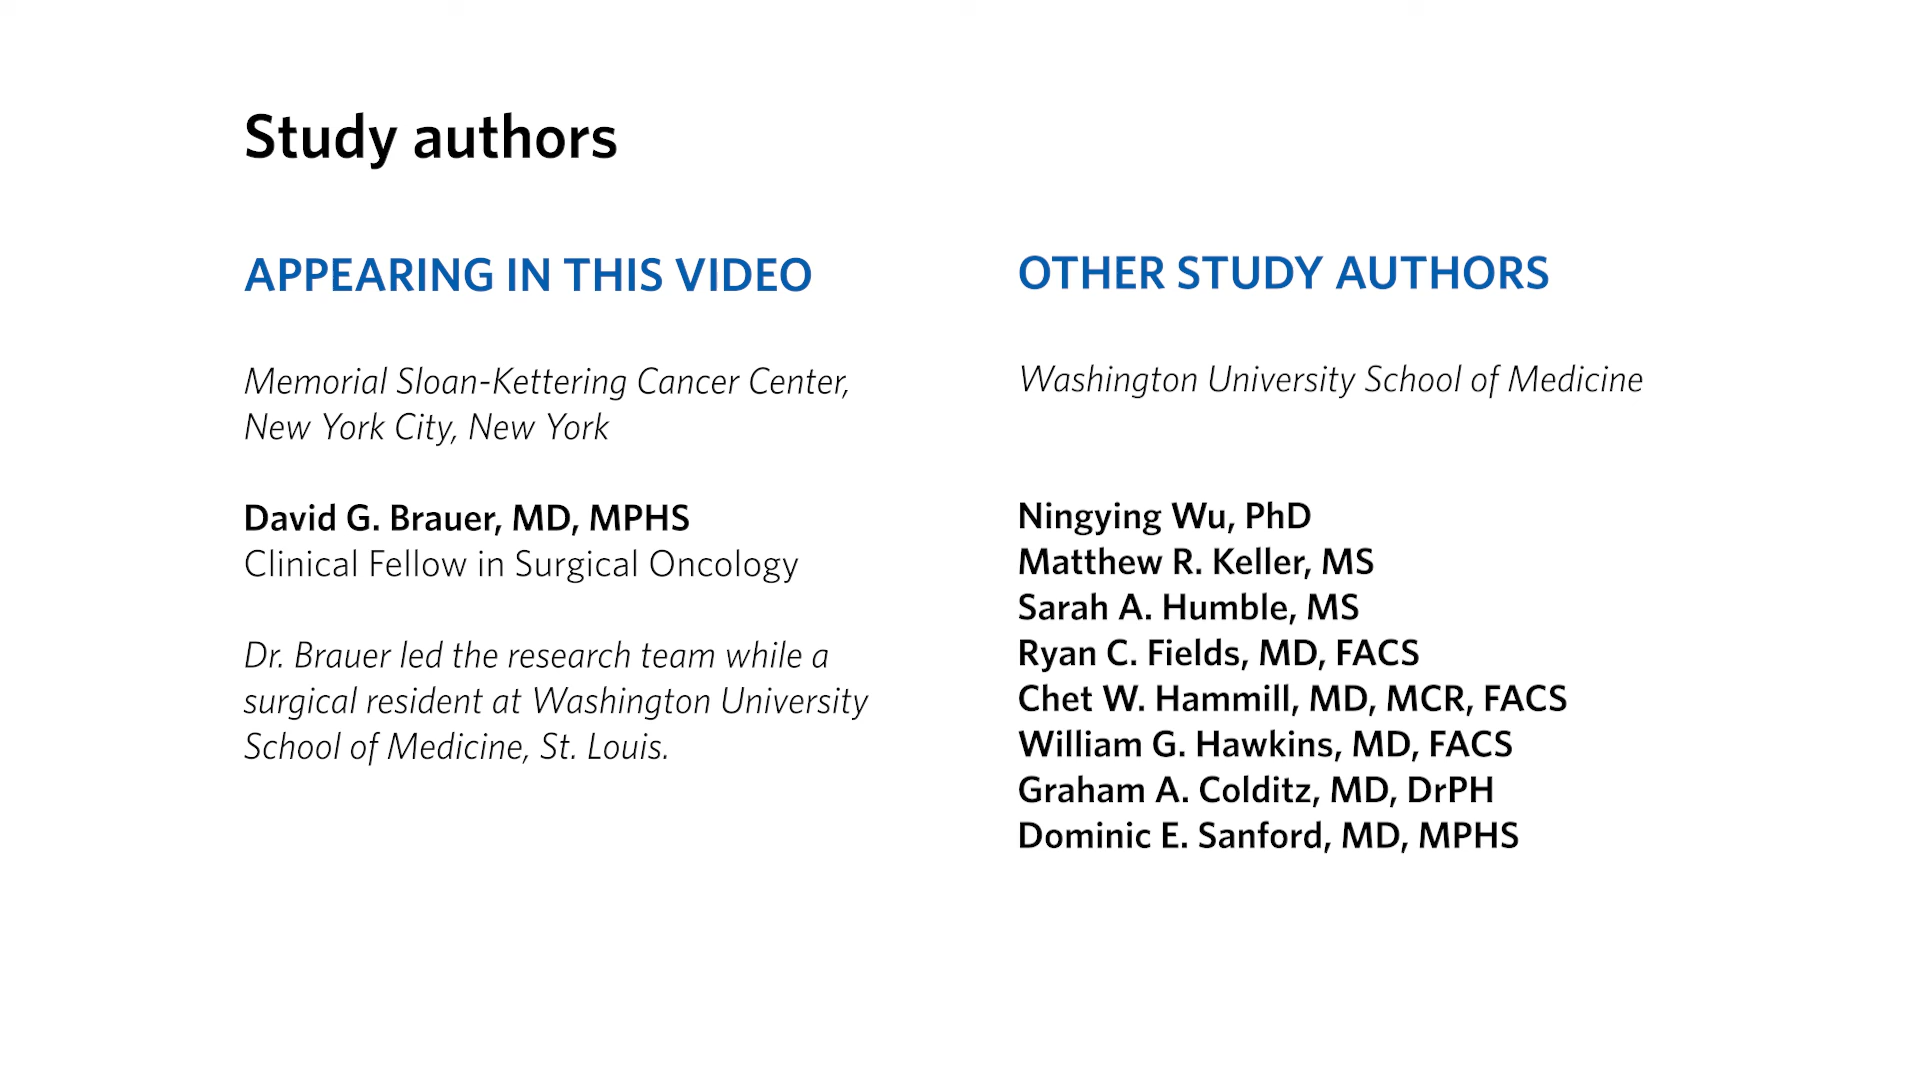 Study authors
APPEARING IN THIS VIDEO
Memorial Sloan-Kettering Cancer Center,
New York City, New York
David G. Brauer, MD, MPHS
Clinical Fellow in Surgical Oncology
Dr. Brauer led the research team while a
surgical resident at Washington University
School of Medicine, St. Louis.
OTHER STUDY AUTHORS
Washington University School of Medicine
Ningying Wu, PhD
Matthew R. Keller, MS
Sarah A. Humble, MS
Ryan C. Fields, MD, FACS
Chet W. Hammill, MD, MCR, FACS
William G. Hawkins, MD, FACS
Graham A. Colditz, MD, DrPH
Dominic E. Sanford, MD, MPHS